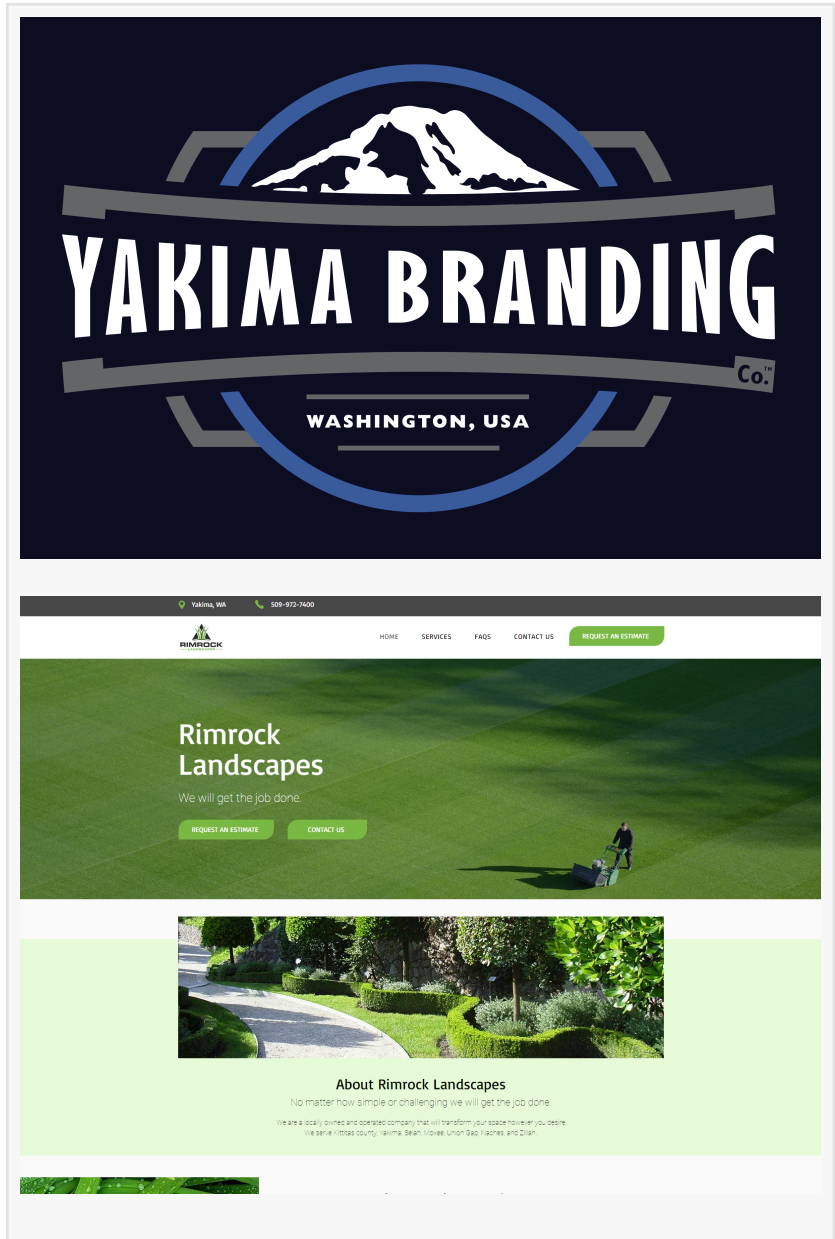 YAKIMA BRANDING
Co.™
WASHINGTON, USA
Yakima, WA 509-972-7400
RIMROCK
LANDSCAPES
HOME SERVICES FAQS CONTACT US REQUEST AN ESTIMATE
Rimrock
Landscapes
We will get the job done.
REQUEST AN ESTIMATE CONTACT US
About Rimrock Landscapes
No matter how simple or challenging we will get the job done.
We are a locally owned and operated company that will transform your space however you desire.
We serve Kittitas county, Yakima, Selah, Moxee, Union Gap, Naches, and Zillah.